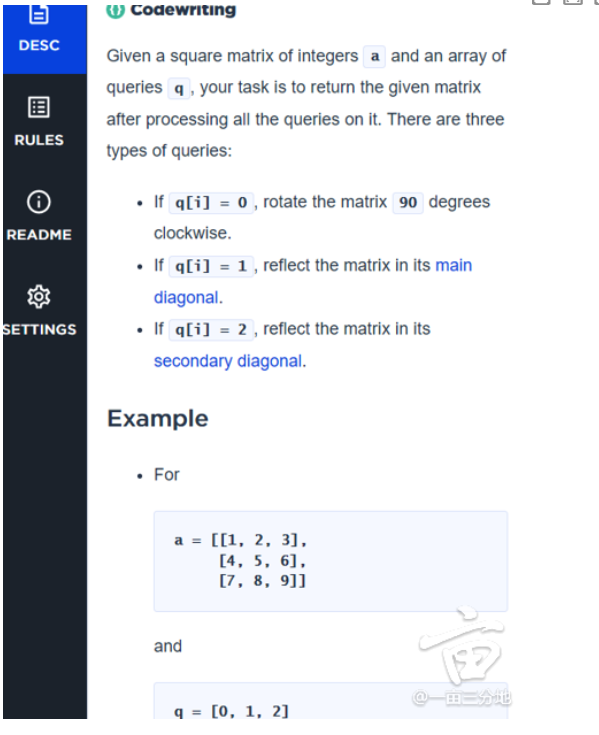 DESC
RULES
README
SETTINGS
Codewriting
Given a square matrix of integers a and an array of
queries q , your task is to return the given matrix
after processing all the queries on it. There are three
types of queries:
• If q[i] = 0 , rotate the matrix 90 degrees
clockwise.
• If q[i] = 1 , reflect the matrix in its main
diagonal.
• If q[i] = 2 , reflect the matrix in its
secondary diagonal.
Example
• For
a = [[1, 2, 3],
[4, 5, 6],
[7, 8, 9]]
and
q = [0, 1, 2]
亩
@一亩三分地